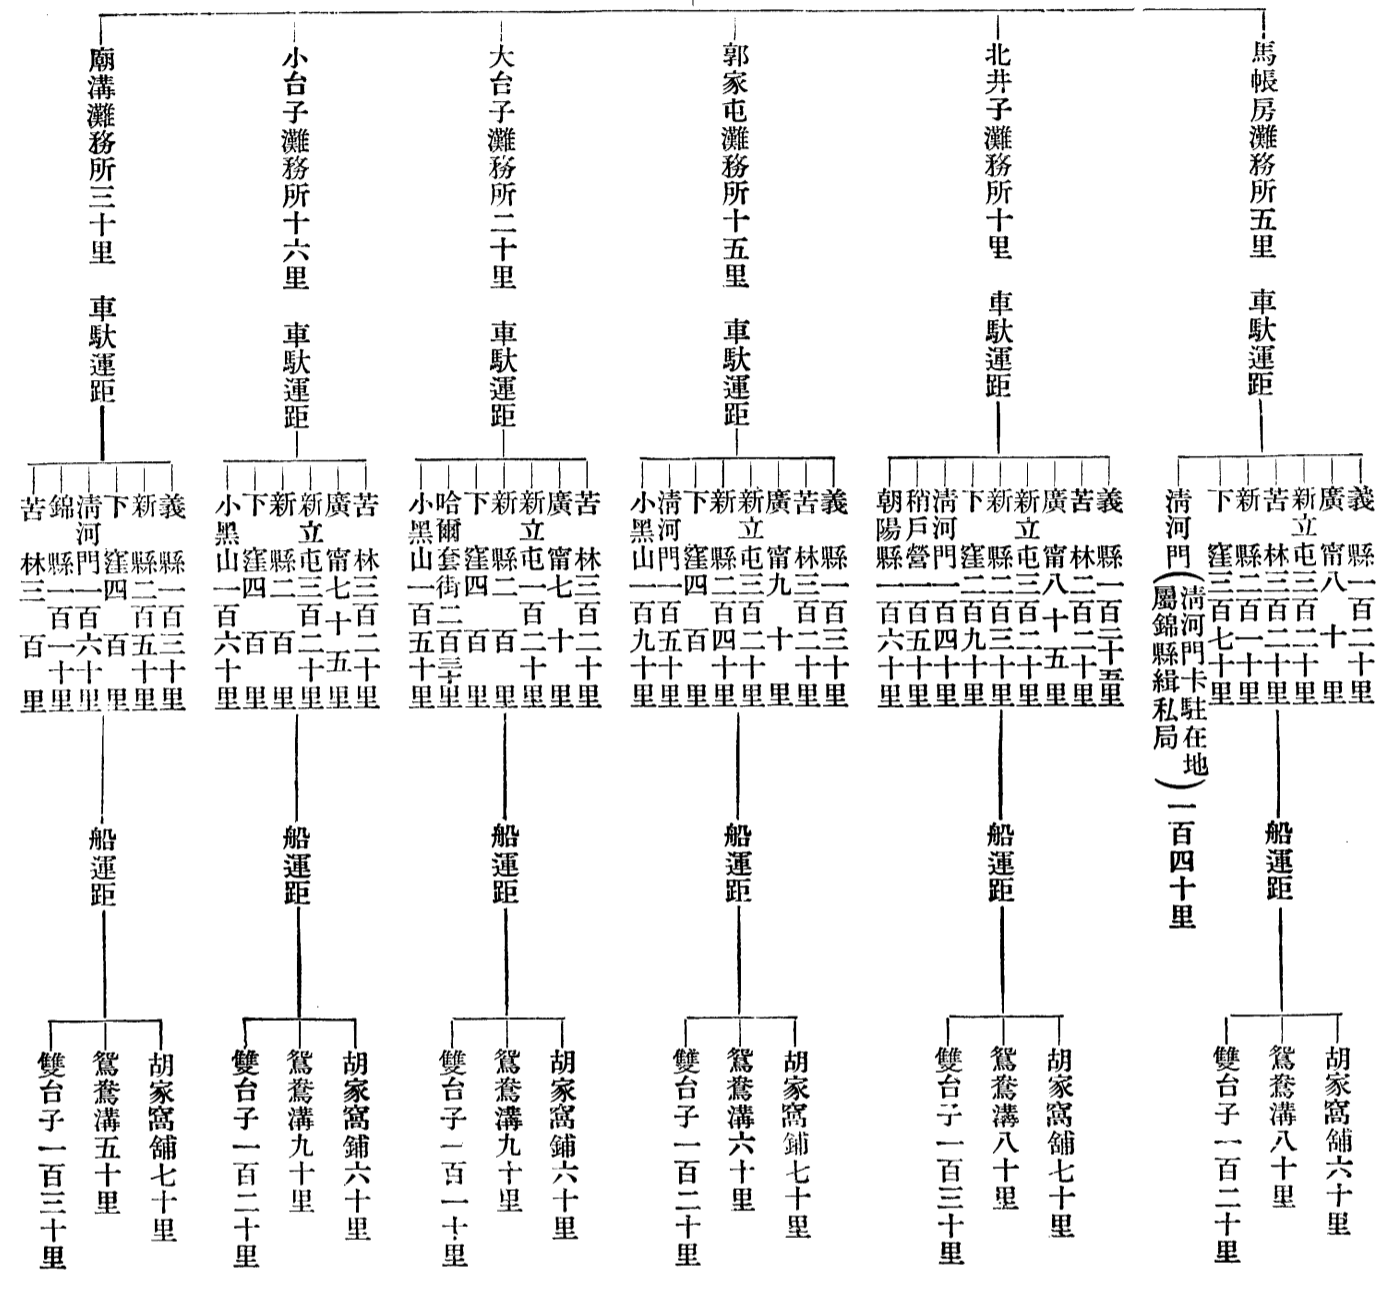 馬帳房灘務所五里 車馱運距
義 縣一百二十里
廣 甯八 十 里
新立屯三百二十里
苦 林三百二十里
新 縣二百一十里
下 窪三百七十里
清河門(清河門卡駐在地屬錦縣緝私局)一百四十里
船運距
胡家窩舖六十里
鴛鴦溝八十里
雙台子一百二十里
北井子灘務所十里 車馱運距
義 縣一百二十五里
苦 林二百二十里
廣 甯八十五里
新立屯三百二十里
新 縣二百三十里
下 窪二百九十里
清河門一百四十里
稍戶營一百五十里
朝陽縣一百六十里
船運距
胡家窩舖七十里
鴛鴦溝八十里
雙台子一百三十里
郭家屯灘務所十五里 車馱運距
義 縣一百三十里
苦 林三百二十里
廣 甯九 十 里
新立屯三百二十里
新 縣二百四十里
下 窪四 百 里
清河門一百五十里
小黑山一百九十里
船運距
胡家窩鋪七十里
鴛鴦溝六十里
雙台子一百二十里
大台子灘務所二十里 車馱運距
苦 林三百二十里
廣 甯七 十 里
新立屯一百二十里
新 縣二 百 里
下 窪四 百 里
哈爾套街二百三十里
小黑山一百五十里
船運距
胡家窩鋪六十里
鴛鴦溝九十里
雙台子一百一十里
小台子灘務所十六里 車馱運距
苦 林三百二十里
廣 甯七十五里
新立屯三百二十里
新 縣二 百 里
下 窪四 百 里
小黑山一百六十里
船運距
胡家窩鋪六十里
鴛鴦溝九十里
雙台子一百二十里
廟溝灘務所三十里 車馱運距
義 縣一百三十里
新 縣二百五十里
下 窪四 百 里
清河門一百六十里
錦 縣一百一十里
苦 林三 百 里
船運距
胡家窩舖七十里
鴛鴦溝五十里
雙台子一百三十里